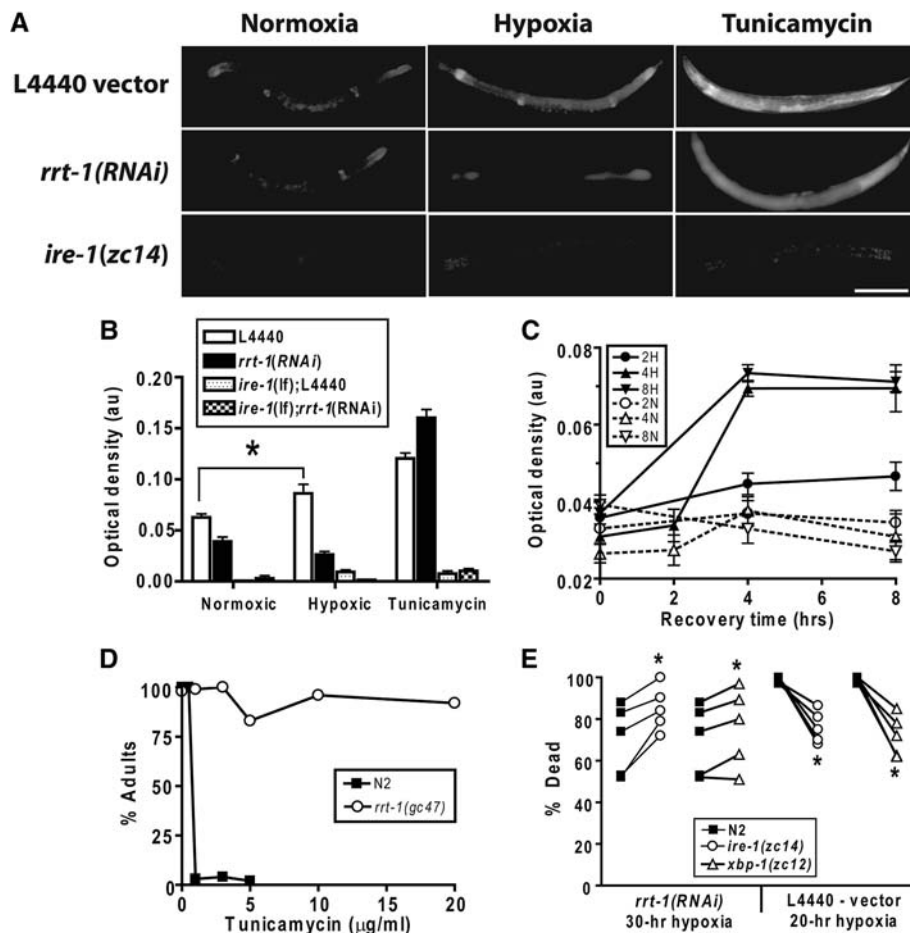 A
Normoxia
Hypoxia
Tunicamycin
L4440 vector
rrt-1(RNAi)
ire-1(zc14)
B
L4440
rrt-1(RNAi)
ire-1(lf);L4440
ire-1(lf);rrt-1(RNAi)
Optical density (au)
0.20
0.15
0.10
0.05
0.00
*
Normoxic
Hypoxic
Tunicamycin
C
2H
4H
8H
2N
4N
8N
Optical density (au)
0.08
0.06
0.04
0.02
0
2
4
6
8
Recovery time (hrs)
D
% Adults
100
75
50
25
0
N2
rrt-1(gc47)
0
5
10
15
20
Tunicamycin (µg/ml)
E
% Dead
100
80
60
40
20
0
*
*
*
*
N2
ire-1(zc14)
xbp-1(zc12)
rrt-1(RNAi)
30-hr hypoxia
L4440 - vector
20-hr hypoxia